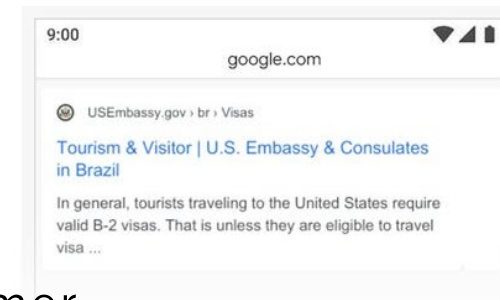 9:00
google.com
USEmbassy.gov › br › Visas
Tourism & Visitor | U.S. Embassy & Consulates
in Brazil
In general, tourists traveling to the United States require
valid B-2 visas. That is unless they are eligible to travel
visa ...